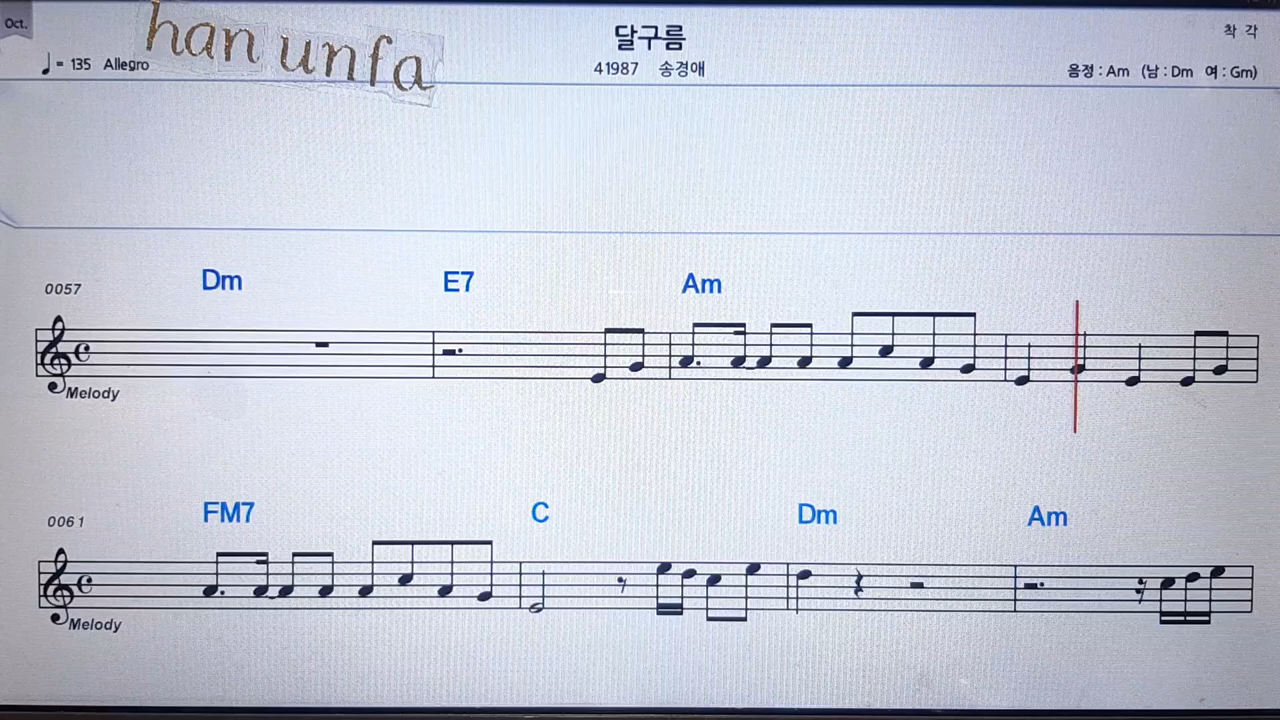 Oct.
han unfa
달구름
착 각
♩= 135 Allegro
41987 송경애
음정 : Am (남 : Dm 여 : Gm)
0057
Dm
E7
Am
Melody
0061
FM7
C
Dm
Am
Melody